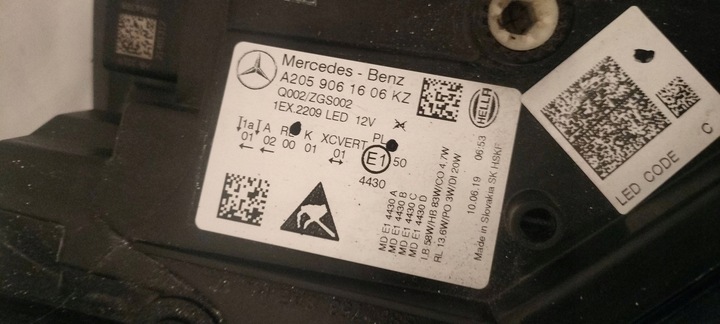 Mercedes - Benz
A205 906 16 06 KZ
Q002/ZGS002
1EX.2209 LED 12V
HELLA
A R K XCVERT PL
01 02 00 01 01 E1 50
4430
MD E1 4430 A
MD E1 4430 B
MD E1 4430 C
MD E1 4430 D
LB 58W/HB 83W/CO 4.7W
RL 13.6W/PO 3W/DI 20W
10.06.19 06:53
Made in Slovakia SK HSKP
LED CODE C